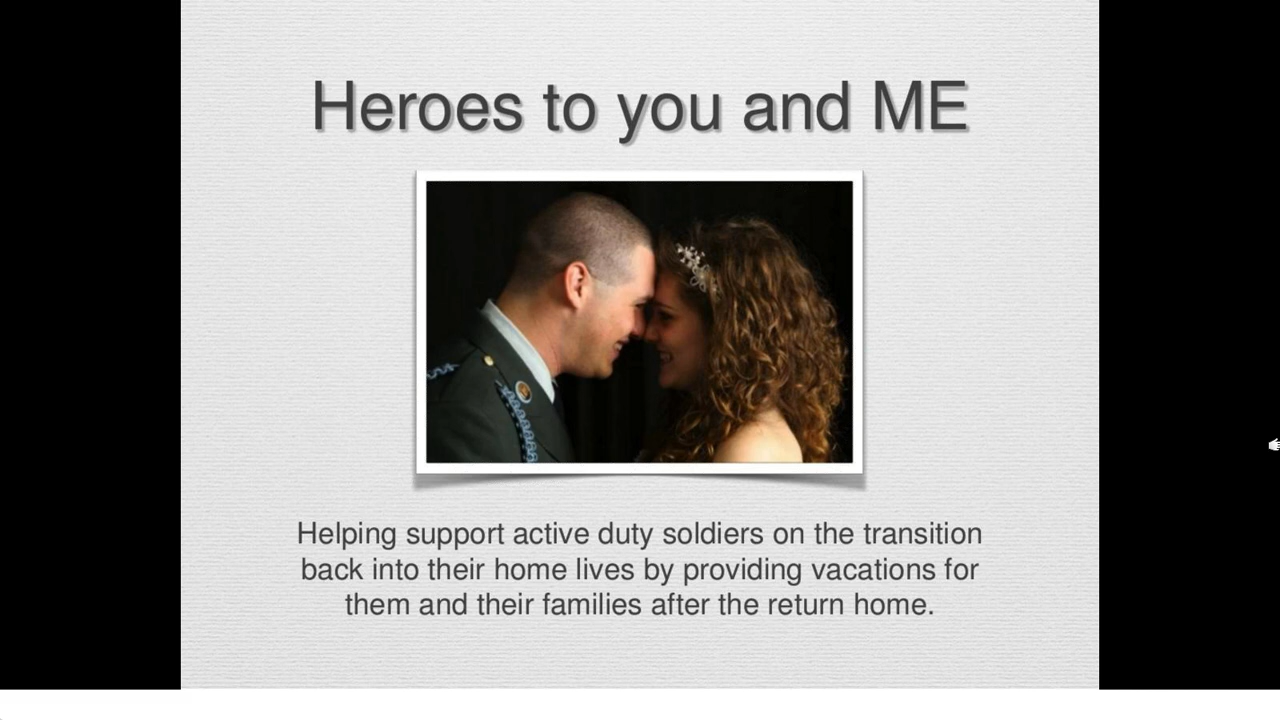 Heroes to you and ME
Helping support active duty soldiers on the transition
back into their home lives by providing vacations for
them and their families after the return home.